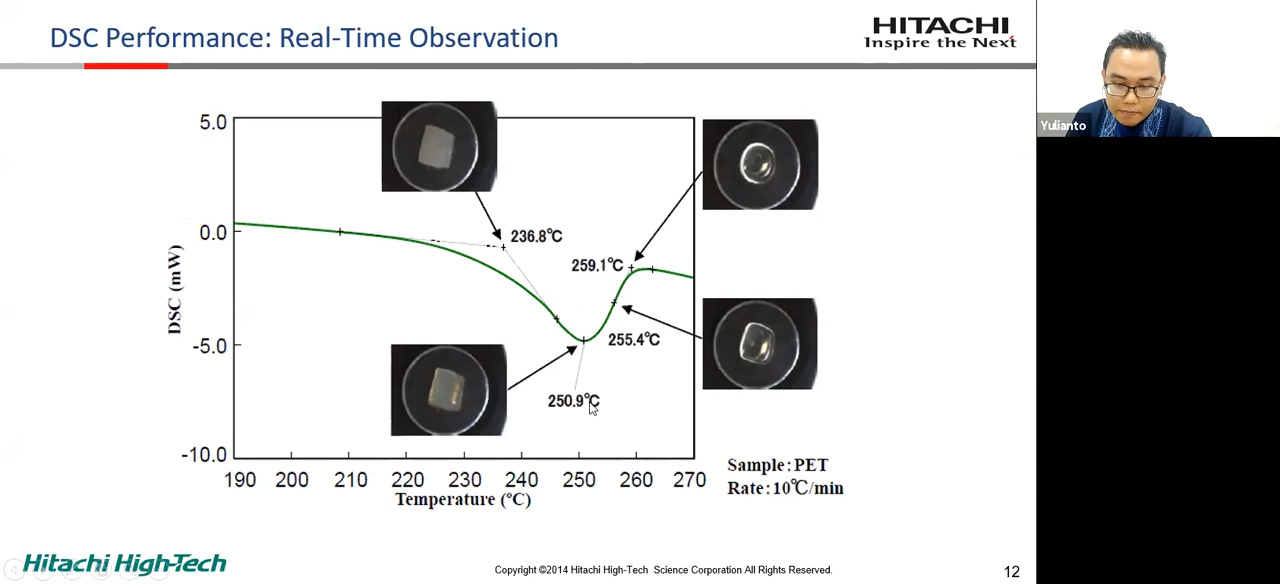 DSC Performance: Real-Time Observation
HITACHI
Inspire the Next
Yulianto
5.0
0.0
-5.0
-10.0
DSC (mW)
236.8℃
259.1℃
255.4℃
250.9℃
190 200 210 220 230 240 250 260 270
Temperature (°C)
Sample:PET
Rate:10℃/min
Hitachi High-Tech
Copyright ©2014 Hitachi High-Tech Science Corporation All Rights Reserved.
12